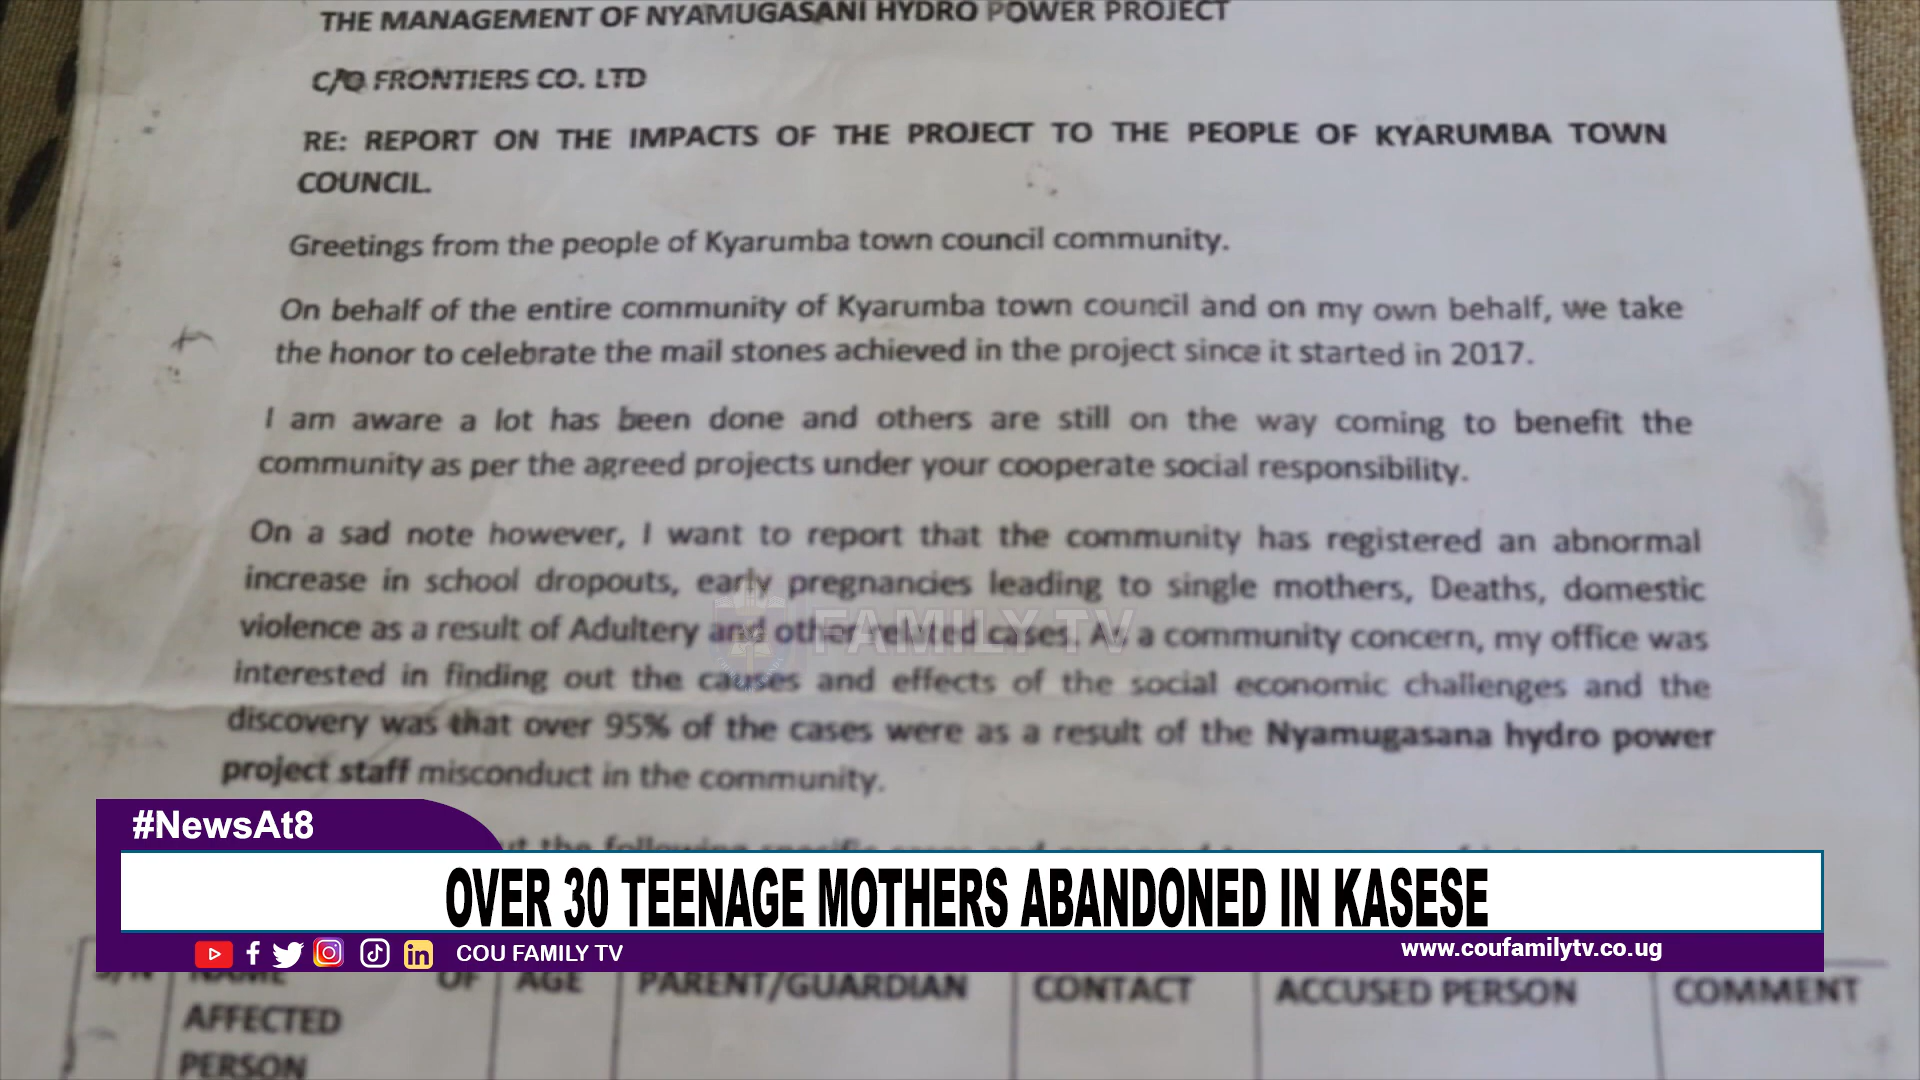 THE MANAGEMENT OF NYAMUGASANI HYDRO POWER PROJECT
C/O FRONTIERS CO. LTD
RE: REPORT ON THE IMPACTS OF THE PROJECT TO THE PEOPLE OF KYARUMBA TOWN
COUNCIL.
Greetings from the people of Kyarumba town council community.
On behalf of the entire community of Kyarumba town council and on my own behalf, we take
the honor to celebrate the mail stones achieved in the project since it started in 2017.
I am aware a lot has been done and others are still on the way coming to benefit the
community as per the agreed projects under your cooperate social responsibility.
On a sad note however, I want to report that the community has registered an abnormal
increase in school dropouts, early pregnancies leading to single mothers, Deaths, domestic
violence as a result of Adultery and other related cases. As a community concern, my office was
interested in finding out the causes and effects of the social economic challenges and the
discovery was that over 95% of the cases were as a result of the Nyamugasana hydro power
project staff misconduct in the community.
FAMILY TV
#NewsAt8
the following specific cases and
OVER 30 TEENAGE MOTHERS ABANDONED IN KASESE
COU FAMILY TV
www.coufamilytv.co.ug
S/N NAME OF AGE PARENT/GUARDIAN CONTACT ACCUSED PERSON COMMENT
AFFECTED
PERSON